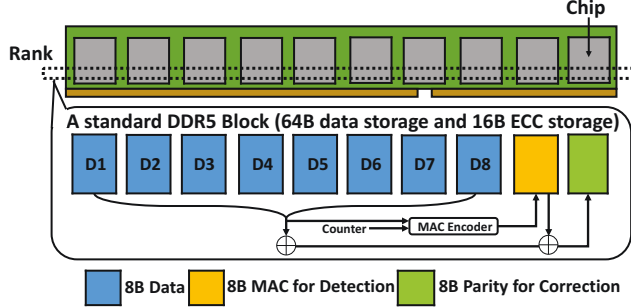 Chip
Rank
A standard DDR5 Block (64B data storage and 16B ECC storage)
D1 D2 D3 D4 D5 D6 D7 D8
Counter MAC Encoder
8B Data 8B MAC for Detection 8B Parity for Correction